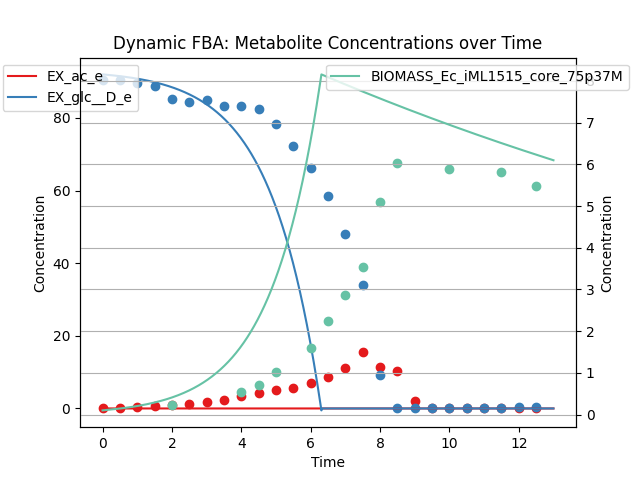 Dynamic FBA: Metabolite Concentrations over Time
EX_ac_e
EX_glc__D_e
BIOMASS_Ec_iML1515_core_75p37M
80
60
40
20
0
Concentration
8
7
6
5
4
3
2
1
0
Concentration
0 2 4 6 8 10 12
Time